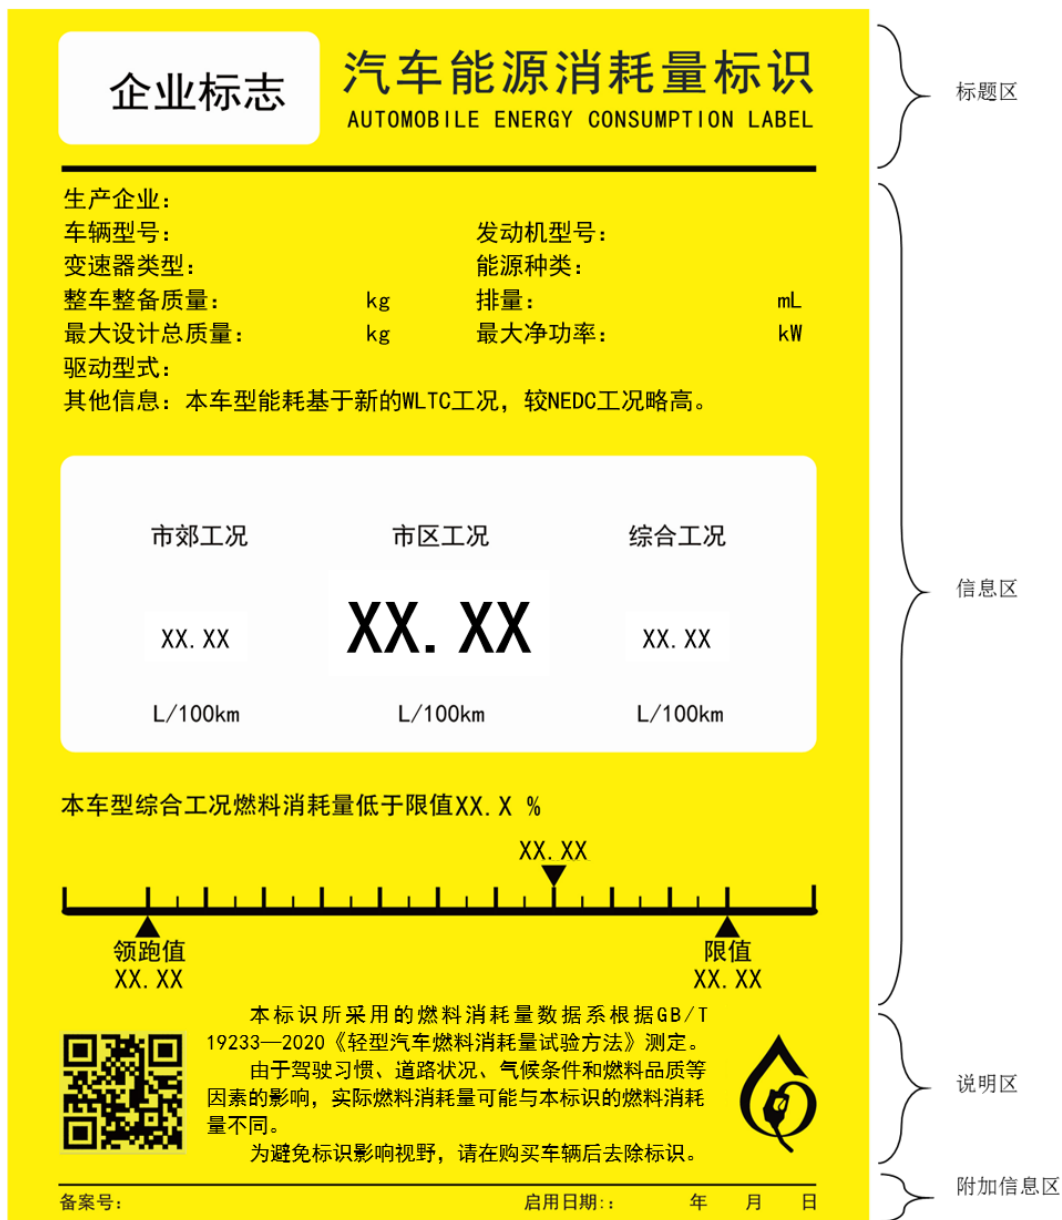 企业标志
汽车能源消耗量标识
AUTOMOBILE ENERGY CONSUMPTION LABEL
标题区
生产企业：
车辆型号： 发动机型号：
变速器类型： 能源种类：
整车整备质量： kg 排量： mL
最大设计总质量： kg 最大净功率： kW
驱动型式：
其他信息：本车型能耗基于新的WLTC工况，较NEDC工况略高。
市郊工况 市区工况 综合工况
信息区
XX.XX XX.XX XX.XX
L/100km L/100km L/100km
本车型综合工况燃料消耗量低于限值XX.X %
XX.XX
领跑值 限值
XX.XX XX.XX
本标识所采用的燃料消耗量数据系根据GB/T
19233—2020《轻型汽车燃料消耗量试验方法》测定。
由于驾驶习惯、道路状况、气候条件和燃料品质等
因素的影响，实际燃料消耗量可能与本标识的燃料消耗
量不同。
为避免标识影响视野，请在购买车辆后去除标识。
说明区
备案号： 启用日期：： 年 月 日
附加信息区